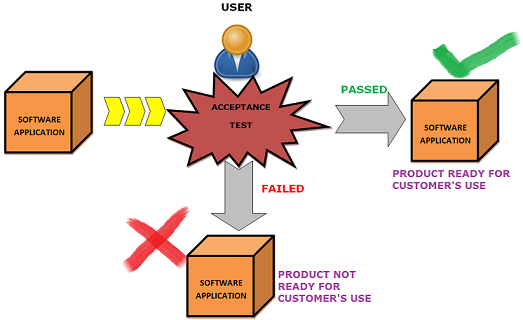 USER
SOFTWARE
APPLICATION
ACCEPTANCE
TEST
PASSED
SOFTWARE
APPLICATION
PRODUCT READY FOR
CUSTOMER'S USE
FAILED
SOFTWARE
APPLICATION
PRODUCT NOT
READY FOR
CUSTOMER'S USE